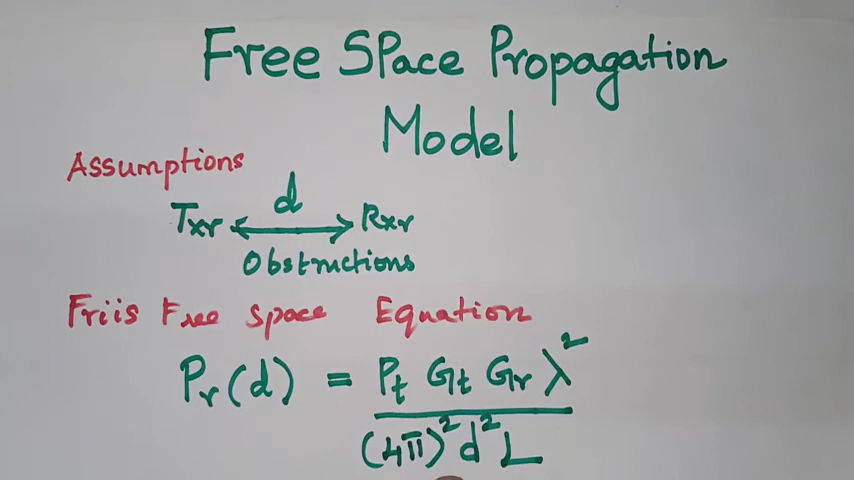 Free SPace Propagation
Model
Assumptions
d
Txr Rxr
Obstructions
Friis Free space Equation
Pr(d) = Pt Gt Gr λ²
(4π)² d² L